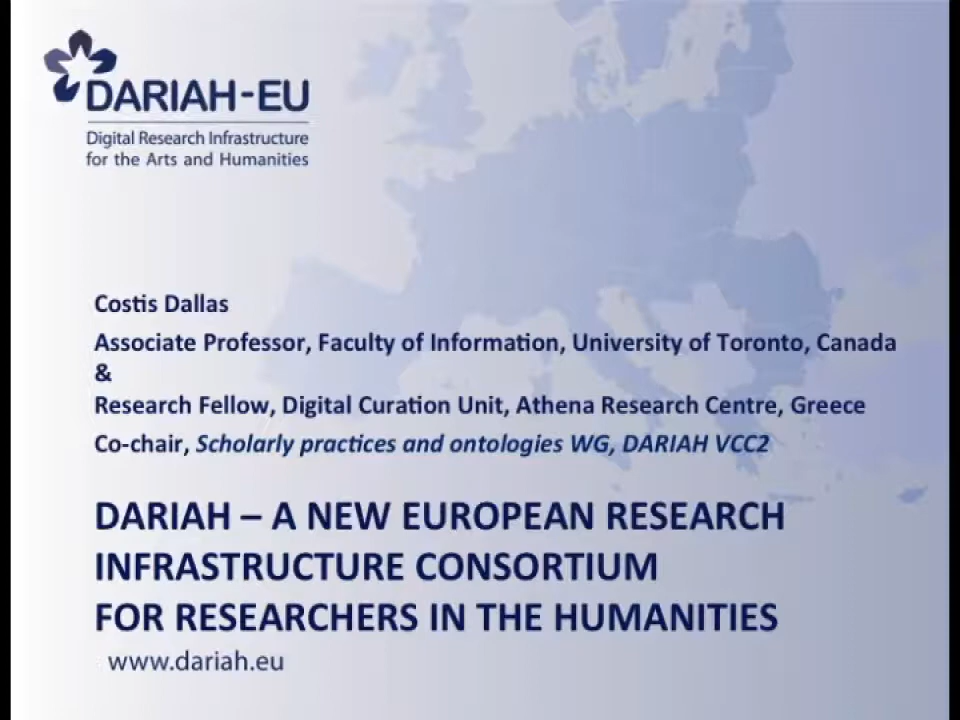 DARIAH-EU
Digital Research Infrastructure
for the Arts and Humanities
Costis Dallas
Associate Professor, Faculty of Information, University of Toronto, Canada
&
Research Fellow, Digital Curation Unit, Athena Research Centre, Greece
Co-chair, Scholarly practices and ontologies WG, DARIAH VCC2
DARIAH – A NEW EUROPEAN RESEARCH
INFRASTRUCTURE CONSORTIUM
FOR RESEARCHERS IN THE HUMANITIES
www.dariah.eu